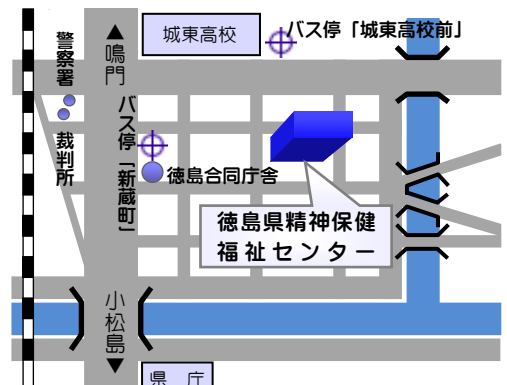 城東高校
バス停「城東高校前」
▲鳴門
警察署
裁判所
バス停「新蔵町」
徳島合同庁舎
徳島県精神保健
福祉センター
小松島▼
県庁